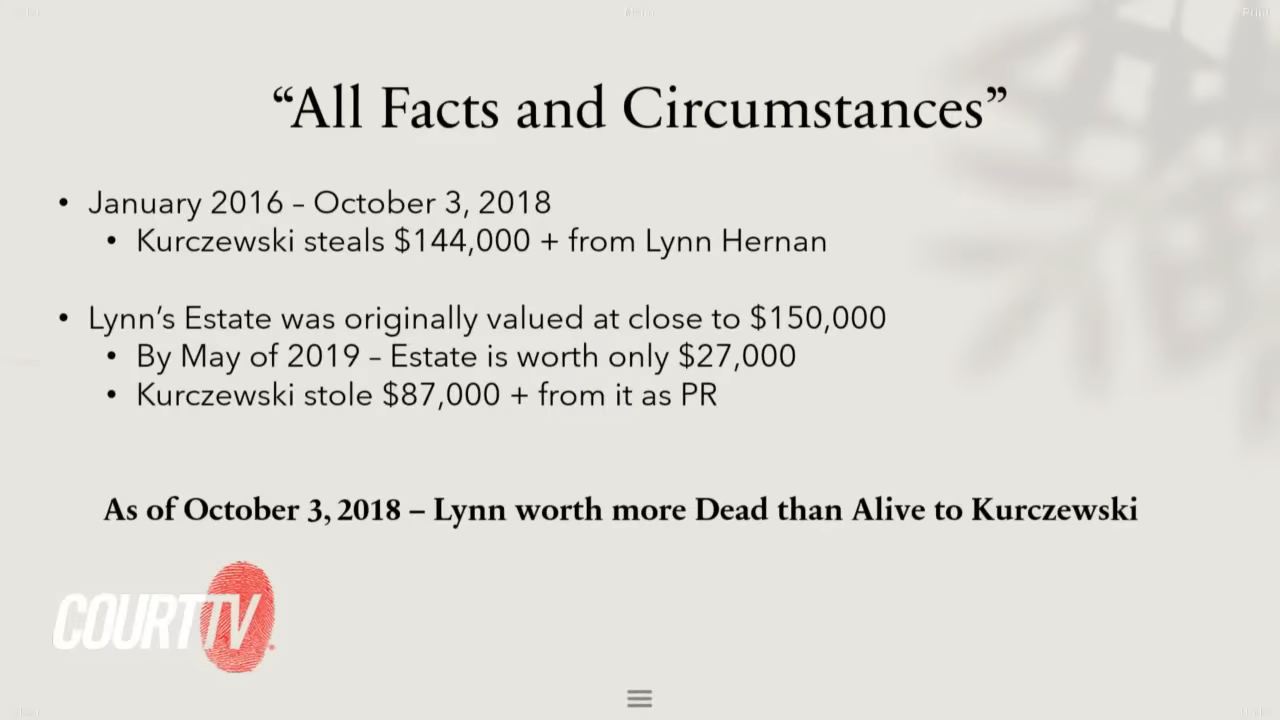 “All Facts and Circumstances”
• January 2016 – October 3, 2018
• Kurczewski steals $144,000 + from Lynn Hernan
• Lynn’s Estate was originally valued at close to $150,000
• By May of 2019 – Estate is worth only $27,000
• Kurczewski stole $87,000 + from it as PR
As of October 3, 2018 – Lynn worth more Dead than Alive to Kurczewski
COURT TV